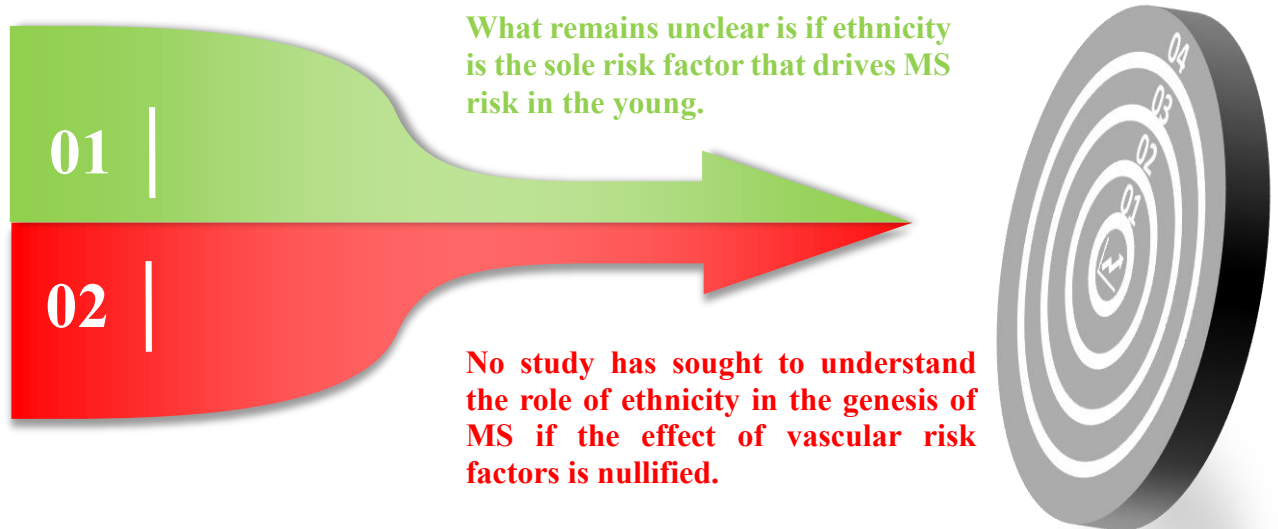 What remains unclear is if ethnicity
is the sole risk factor that drives MS
risk in the young.
01
02
No study has sought to understand
the role of ethnicity in the genesis of
MS if the effect of vascular risk
factors is nullified.
04
03
02
01